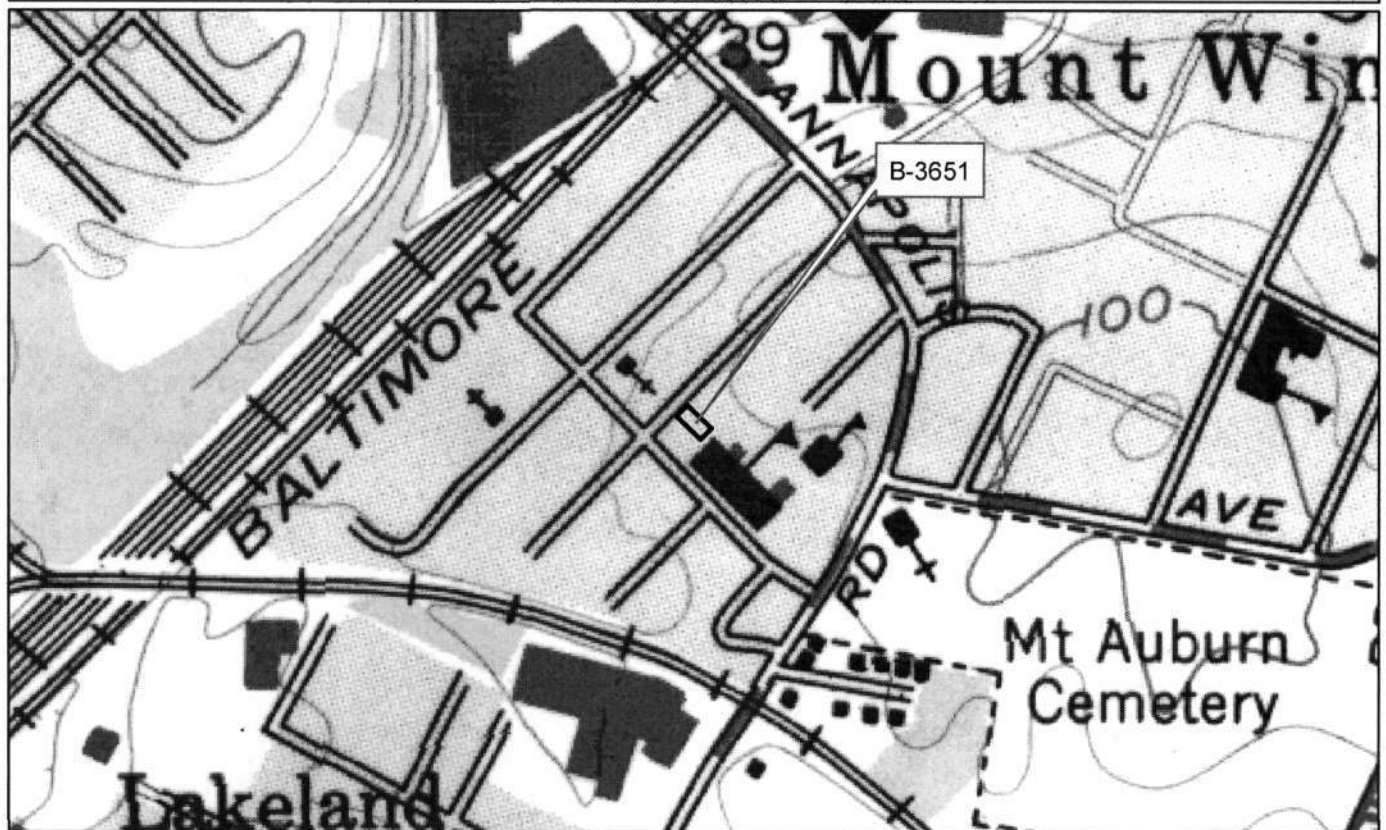 39
Mount Win
ANNAPOLIS
B-3651
BALTIMORE
100
AVE
RD
Mt Auburn
Cemetery
Lakeland